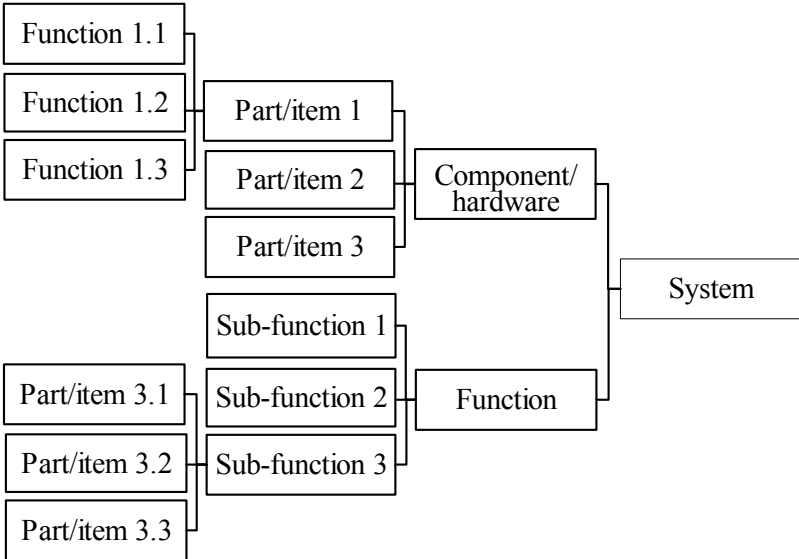 Function 1.1
Function 1.2
Function 1.3
Part/item 1
Part/item 2
Part/item 3
Component/
hardware
System
Sub-function 1
Sub-function 2
Sub-function 3
Function
Part/item 3.1
Part/item 3.2
Part/item 3.3